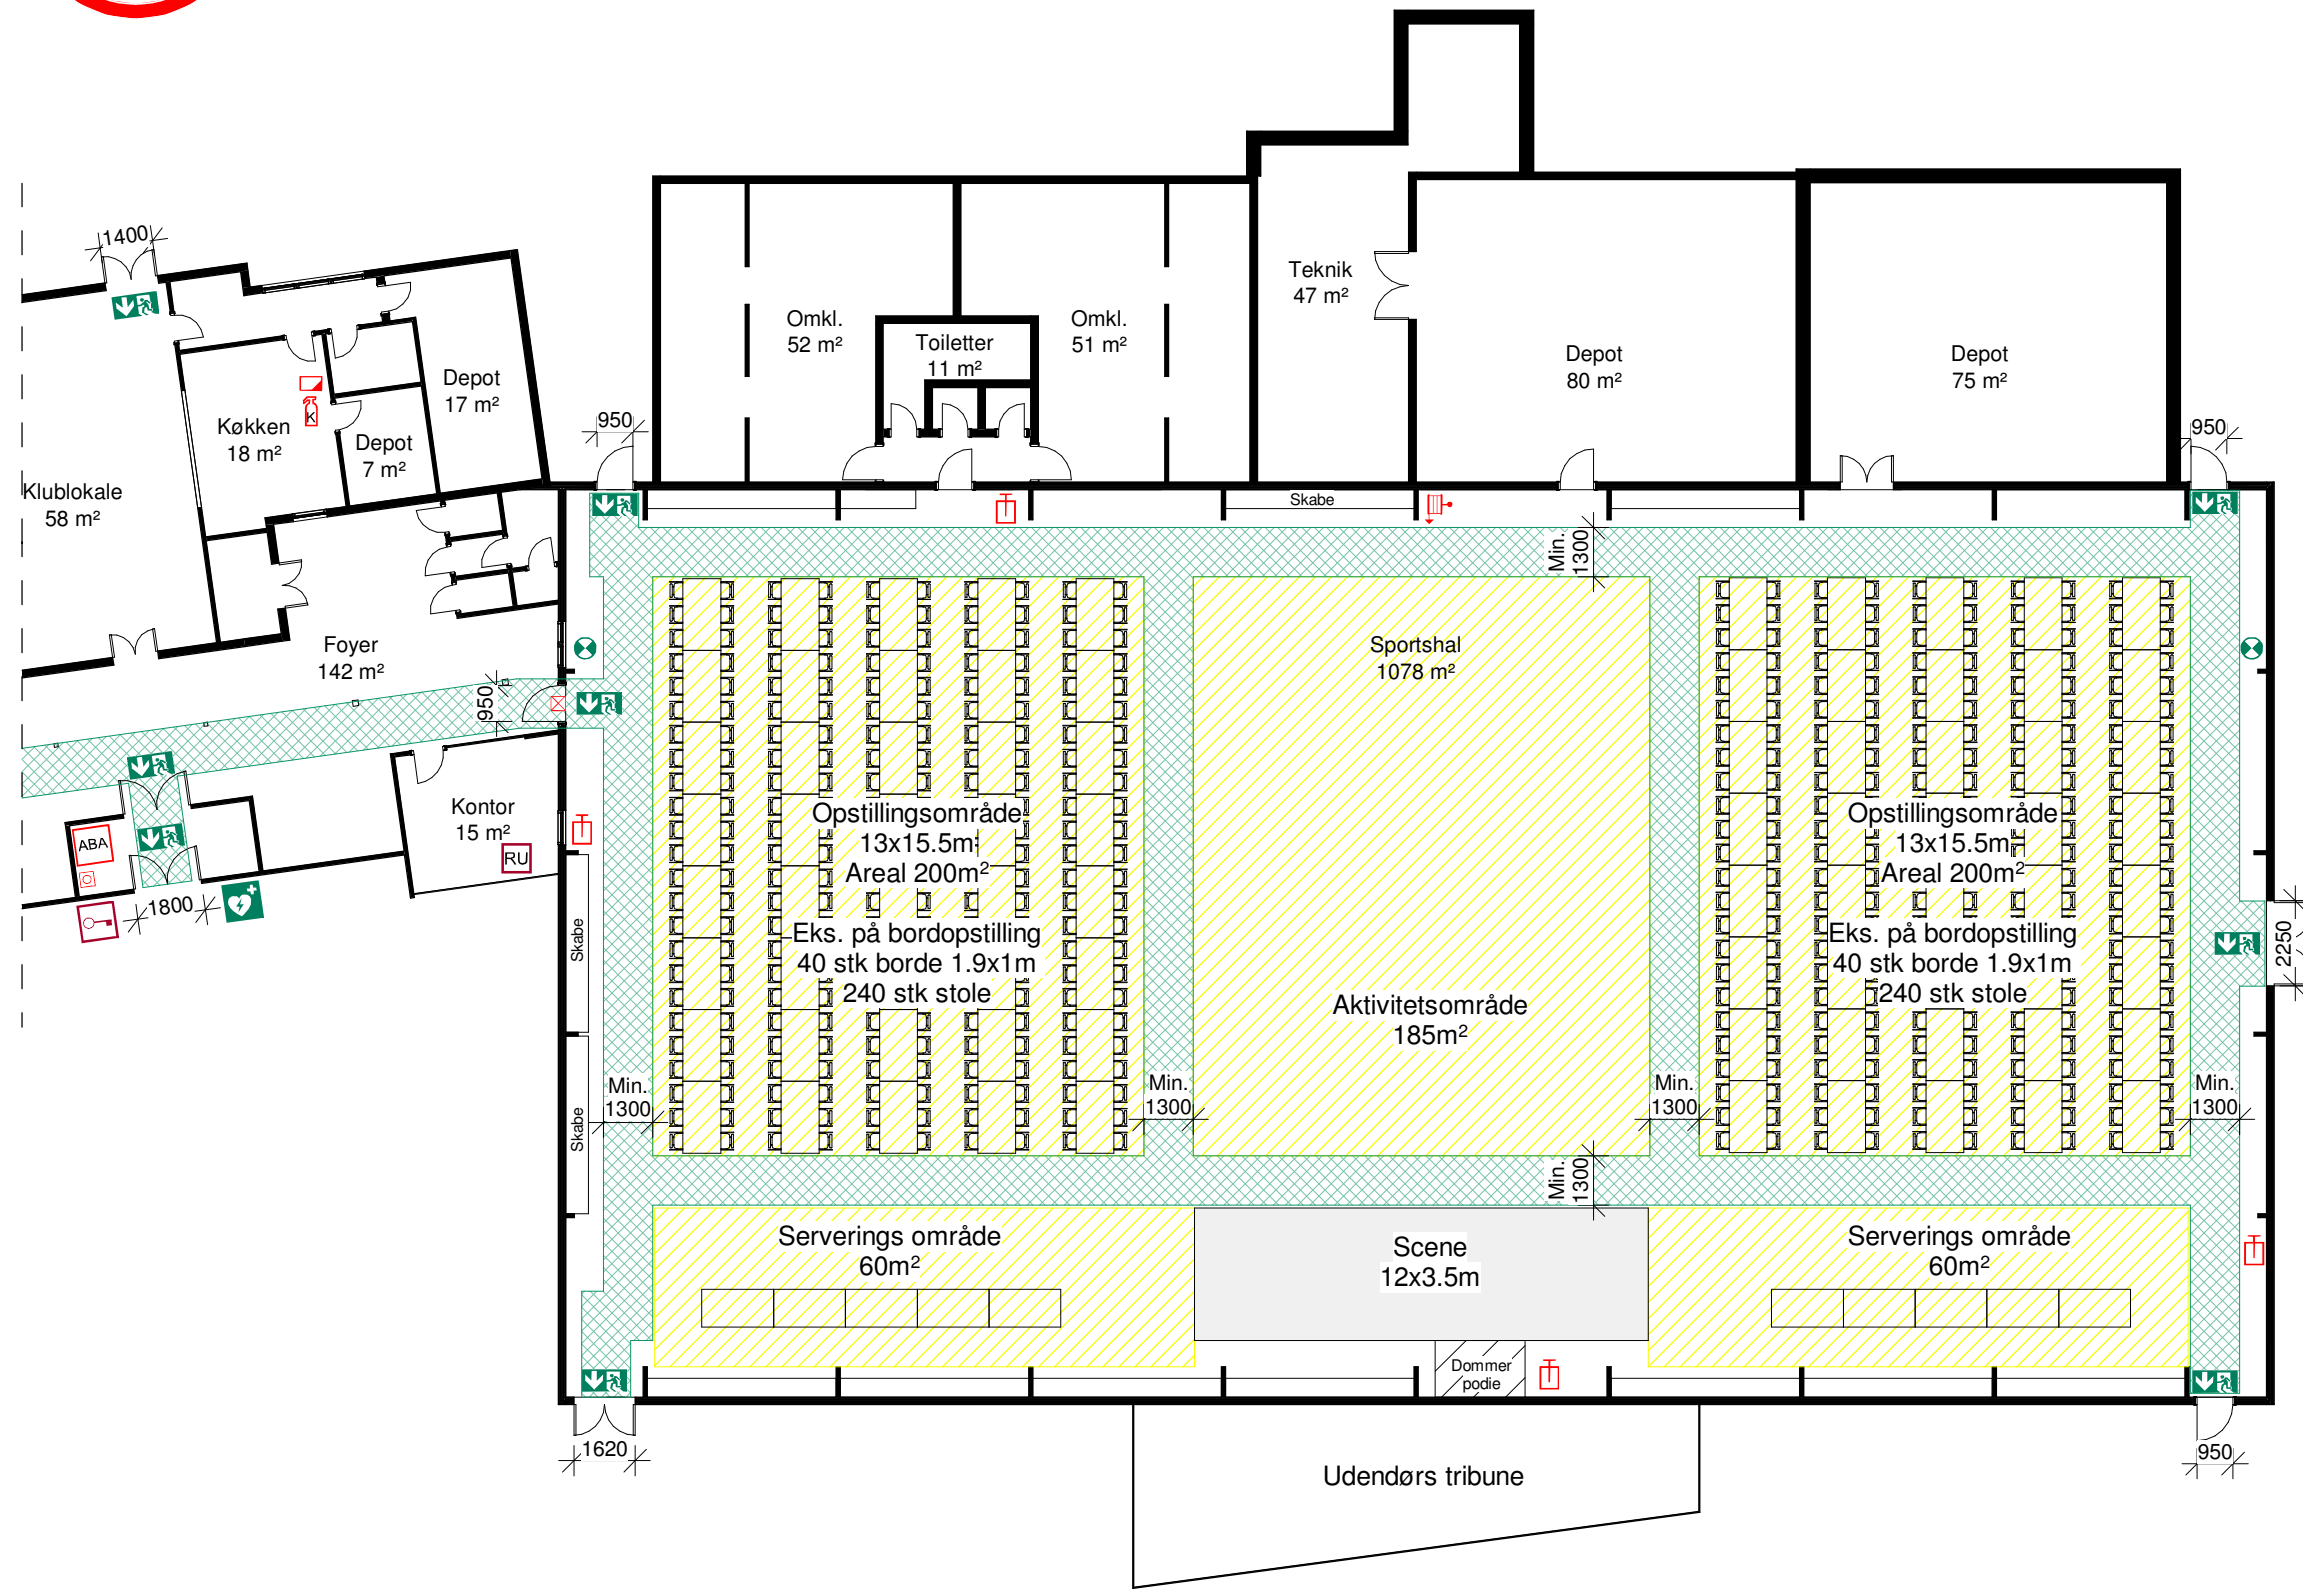 1400
Teknik
47 m²
Omkl.
52 m²
Toiletter
11 m²
Omkl.
51 m²
Depot
80 m²
Depot
75 m²
Depot
17 m²
Køkken
18 m²
K
Depot
7 m²
950
950
Klublokale
58 m²
Skabe
Min.
1300
Foyer
142 m²
950
Sportshal
1078 m²
Kontor
15 m²
RU
ABA
1800
Opstillingsområde
13x15.5m
Areal 200m²
Eks. på bordopstilling
40 stk borde 1.9x1m
240 stk stole
Opstillingsområde
13x15.5m
Areal 200m²
Eks. på bordopstilling
40 stk borde 1.9x1m
240 stk stole
Skabe
2250
Aktivitetsområde
185m²
Skabe
Min.
1300
Min.
1300
Min.
1300
Min.
1300
Min.
1300
Serverings område
60m²
Scene
12x3.5m
Serverings område
60m²
Dommer
podie
1620
950
Udendørs tribune